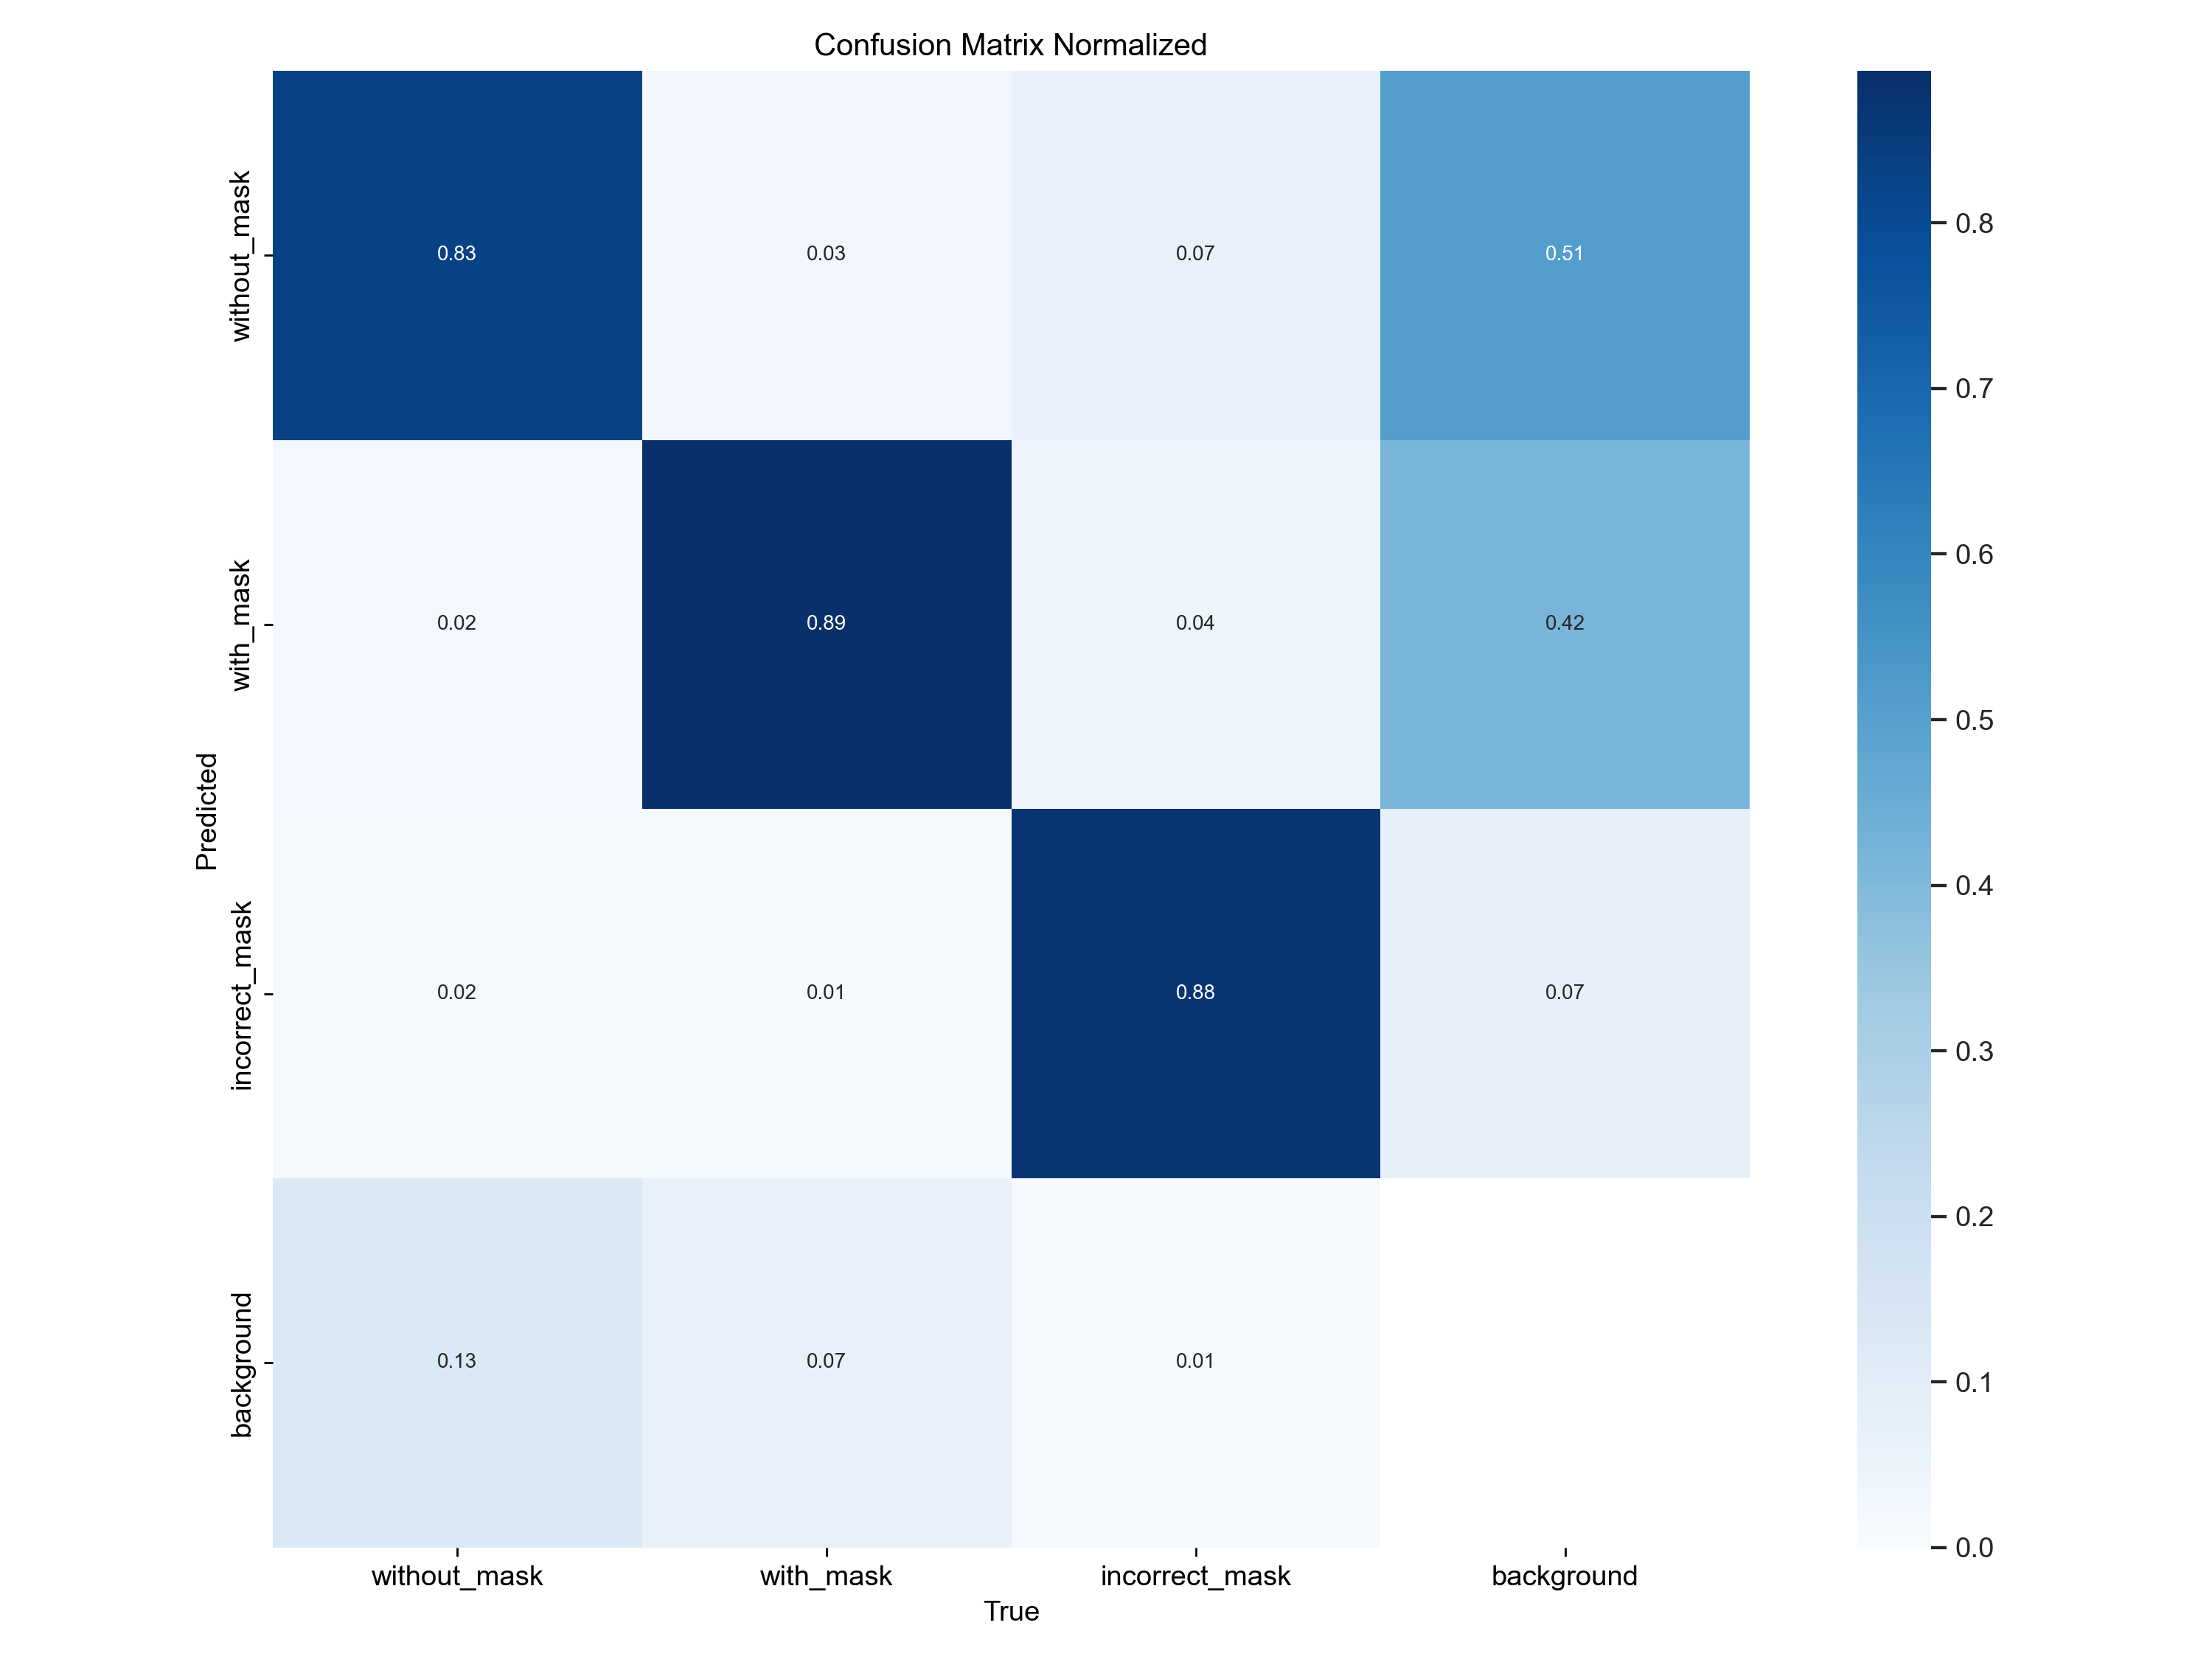 Confusion Matrix Normalized
without_mask
0.83
0.03
0.07
0.51
with_mask
0.02
0.89
0.04
0.42
incorrect_mask
0.02
0.01
0.88
0.07
background
0.13
0.07
0.01
Predicted
without_mask
with_mask
incorrect_mask
background
True
0.8
0.7
0.6
0.5
0.4
0.3
0.2
0.1
0.0